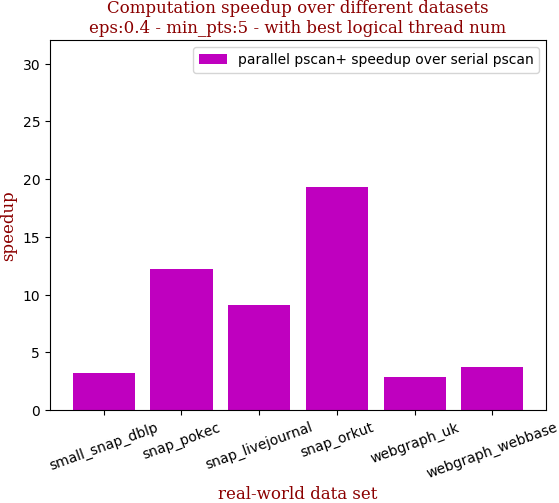 Computation speedup over different datasets
eps:0.4 - min_pts:5 - with best logical thread num
parallel pscan+ speedup over serial pscan
speedup
30
25
20
15
10
5
0
small_snap_dblp
snap_pokec
snap_livejournal
snap_orkut
webgraph_uk
webgraph_webbase
real-world data set